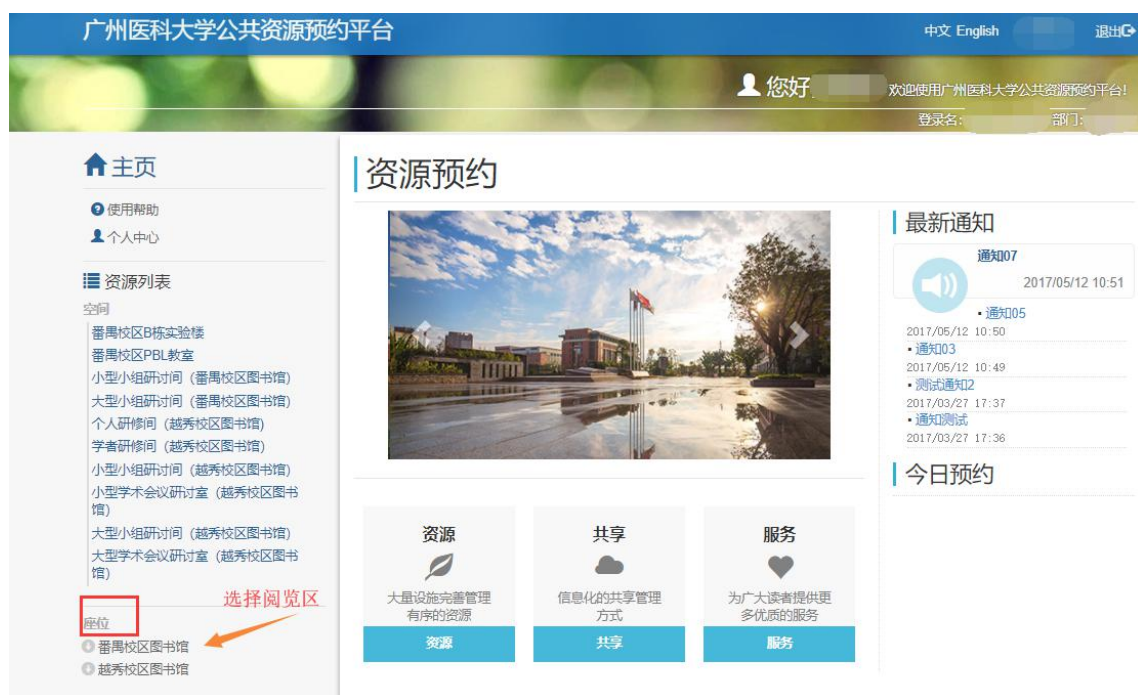 广州医科大学公共资源预约平台
中文 English
退出
您好
欢迎使用广州医科大学公共资源预约平台!
登录名:
部门:
主页
使用帮助
个人中心
资源列表
空间
番禺校区B栋实验楼
番禺校区PBL教室
小型小组研讨间（番禺校区图书馆）
大型小组研讨间（番禺校区图书馆）
个人研修间（越秀校区图书馆）
学者研修间（越秀校区图书馆）
小型小组研讨间（越秀校区图书馆）
小型学术会议研讨室（越秀校区图书
馆）
大型小组研讨间（越秀校区图书馆）
大型学术会议研讨室（越秀校区图书
馆）
座位
选择阅览区
番禺校区图书馆
越秀校区图书馆
资源预约
资源
大量设施完善管理
有序的资源
资源
共享
信息化的共享管理
方式
共享
服务
为广大读者提供更
多优质的服务
服务
最新通知
通知07
2017/05/12 10:51
通知05
2017/05/12 10:50
通知03
2017/05/12 10:49
测试通知2
2017/03/27 17:37
通知测试
2017/03/27 17:36
今日预约